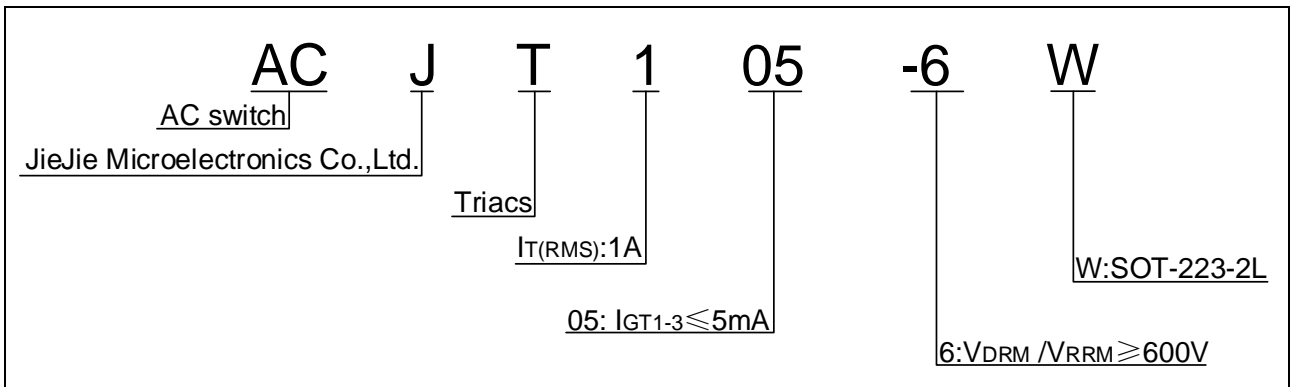 AC J T 1 05 -6 W
AC switch
JieJie Microelectronics Co.,Ltd.
Triacs
IT(RMS):1A
W:SOT-223-2L
05: IGT1-3≤5mA
6:VDRM /VRRM≥600V